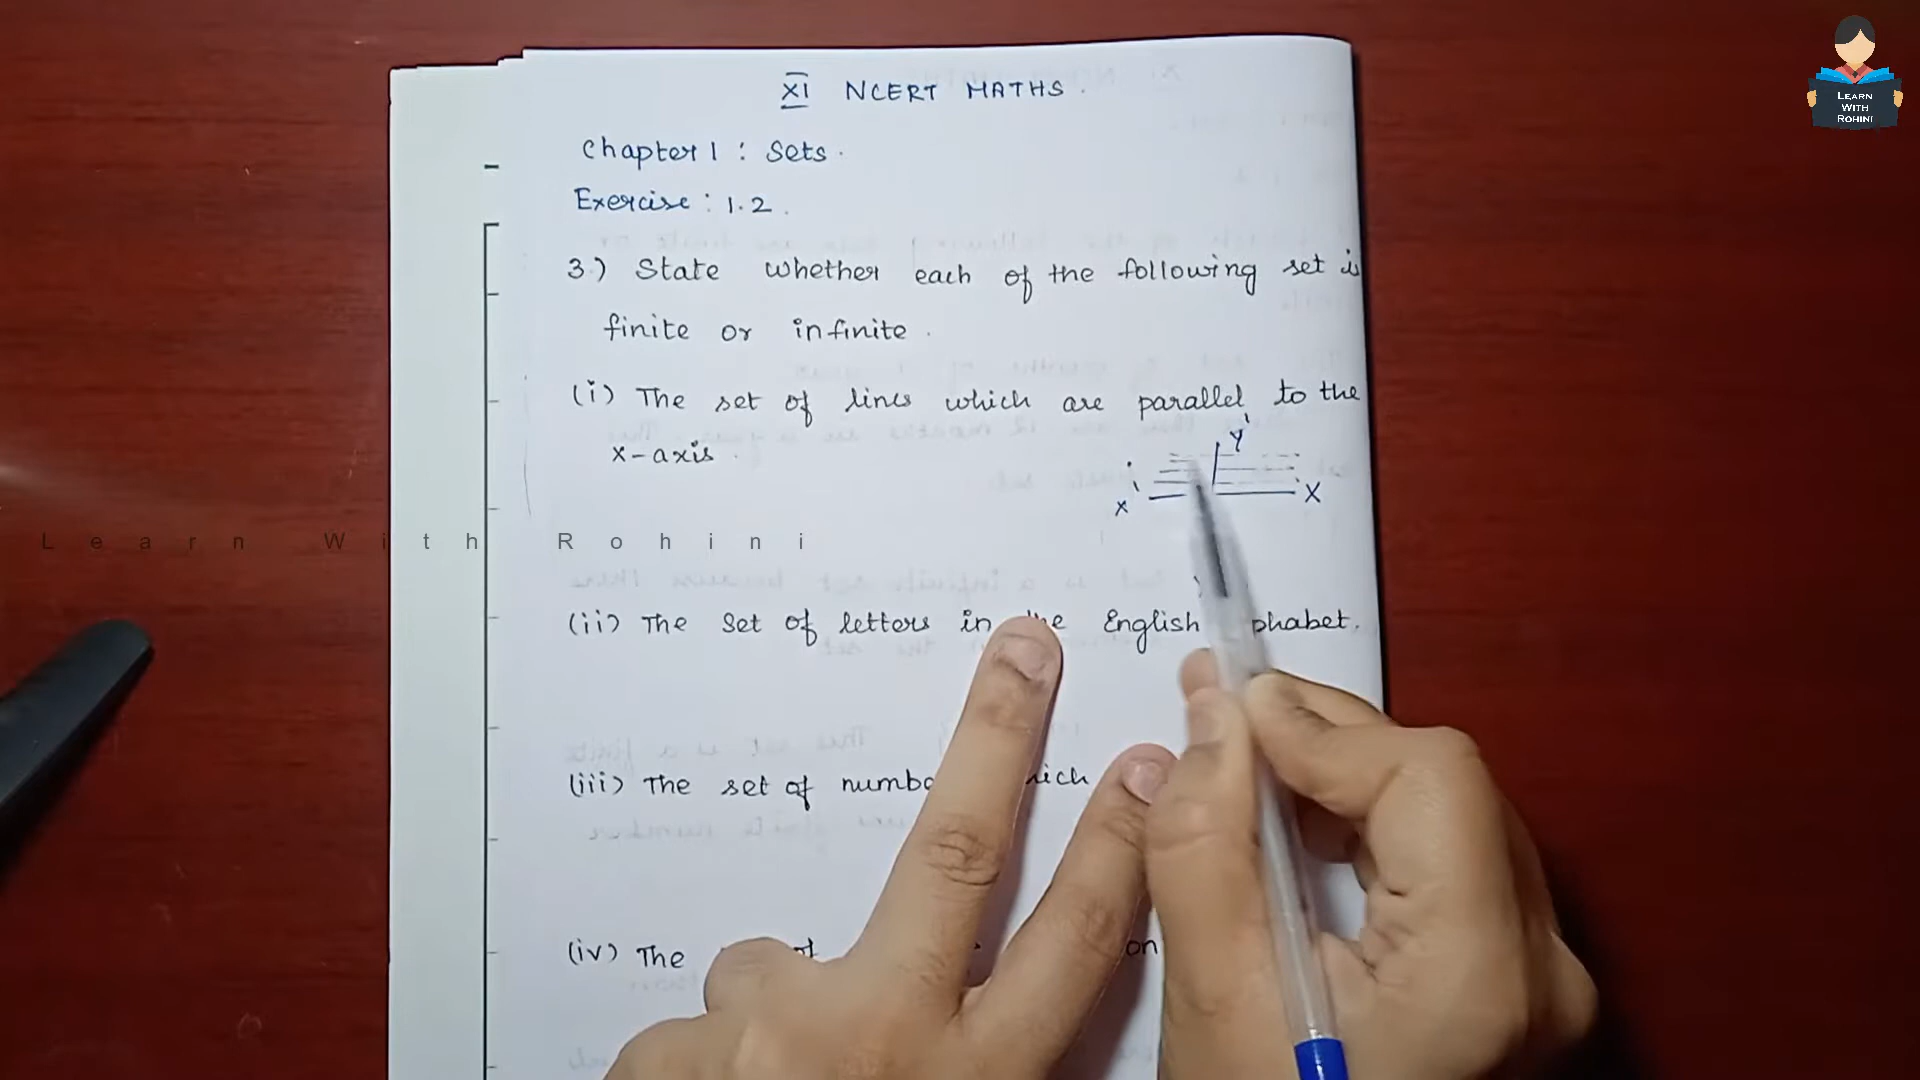 XI NCERT MATHS.
Chapter 1 : Sets.
Exercise : 1.2.
3.) State whether each of the following set is
finite or infinite.
(i) The set of lines which are parallel to the
x-axis.
Y
X
X
(ii) The Set of letters in the English phabet.
(iii) The set of
(iv) The
Learn With Rohini
LEARN
WITH
ROHINI